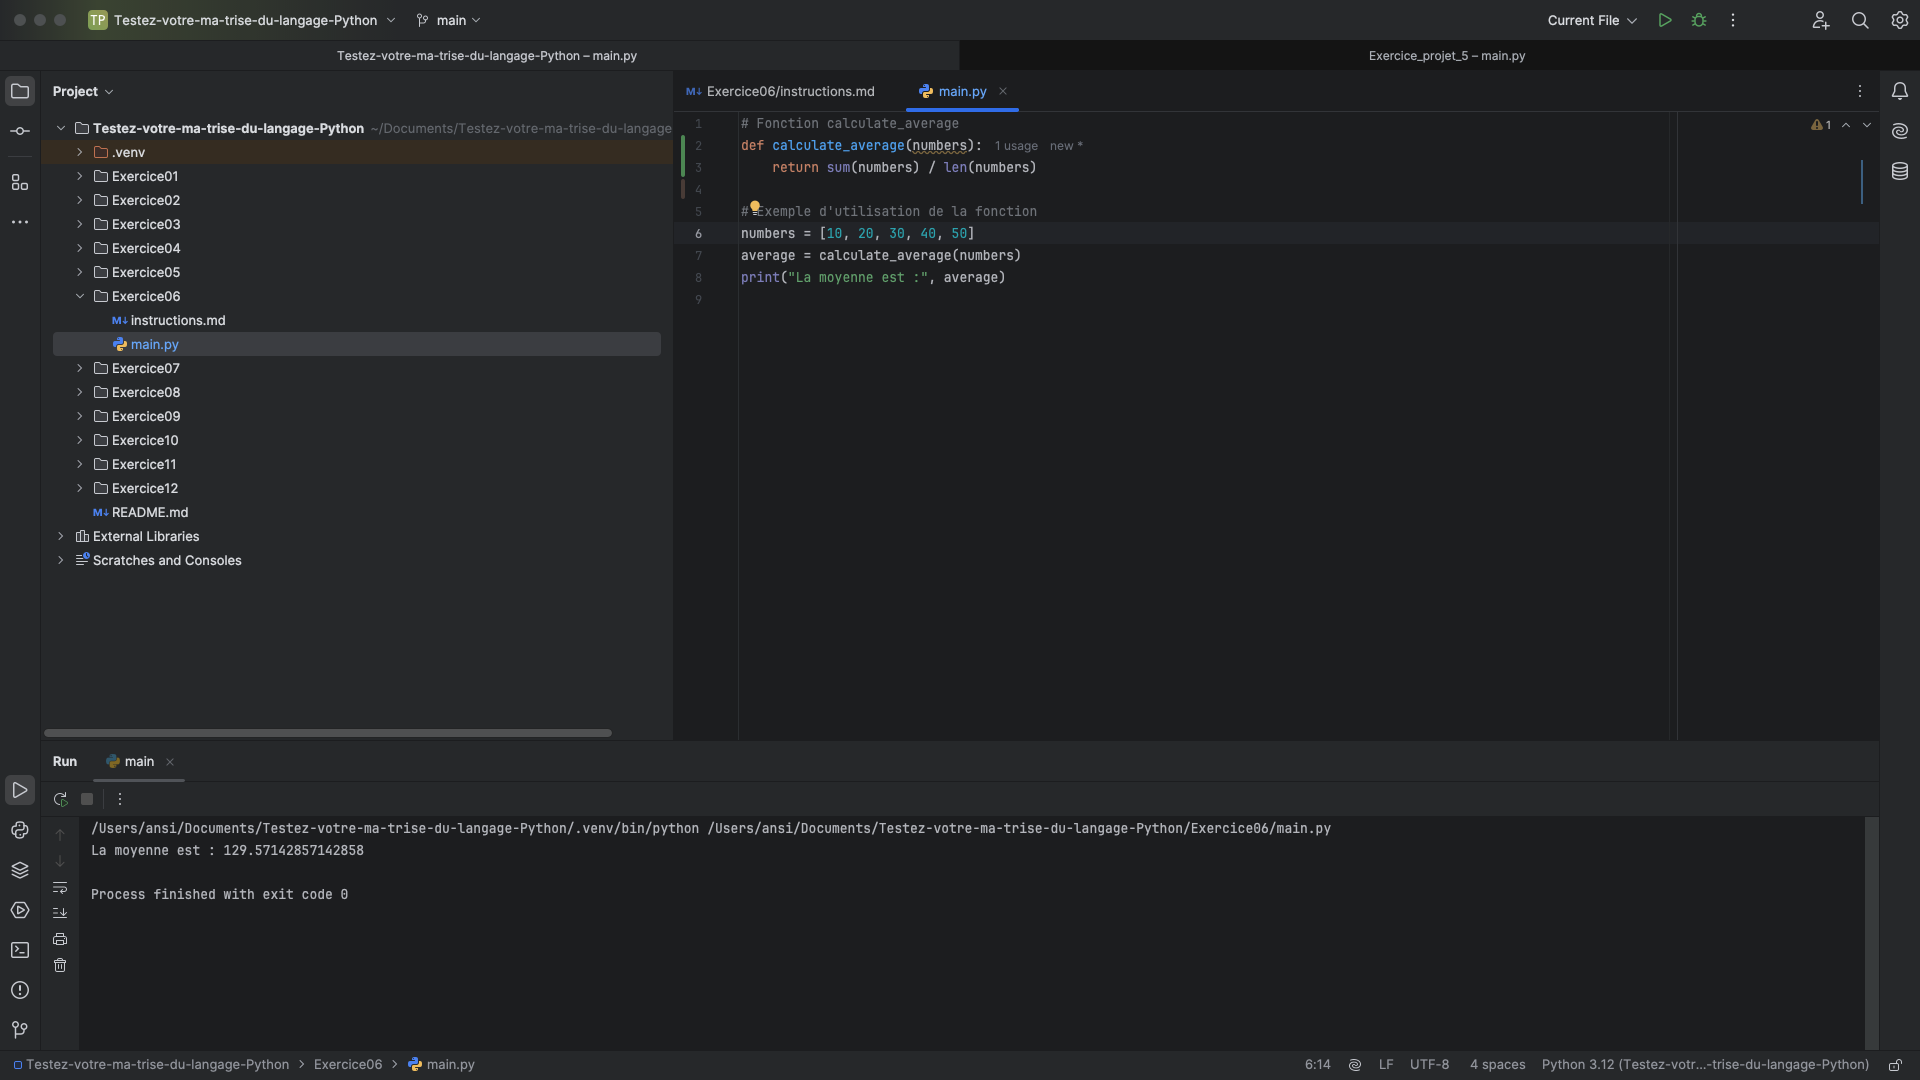 TP Testez-votre-ma-trise-du-langage-Python main Current File
Testez-votre-ma-trise-du-langage-Python – main.py Exercice_projet_5 – main.py
Project
M↓ Exercice06/instructions.md main.py
Testez-votre-ma-trise-du-langage-Python ~/Documents/Testez-votre-ma-trise-du-langage
.venv
Exercice01
Exercice02
Exercice03
Exercice04
Exercice05
Exercice06
M↓ instructions.md
main.py
Exercice07
Exercice08
Exercice09
Exercice10
Exercice11
Exercice12
M↓ README.md
External Libraries
Scratches and Consoles
1 # Fonction calculate_average 1
2 def calculate_average(numbers): 1 usage new *
3 return sum(numbers) / len(numbers)
4
5 # Exemple d'utilisation de la fonction
6 numbers = [10, 20, 30, 40, 50]
7 average = calculate_average(numbers)
8 print("La moyenne est :", average)
9
Run main
/Users/ansi/Documents/Testez-votre-ma-trise-du-langage-Python/.venv/bin/python /Users/ansi/Documents/Testez-votre-ma-trise-du-langage-Python/Exercice06/main.py
La moyenne est : 129.57142857142858
Process finished with exit code 0
Testez-votre-ma-trise-du-langage-Python > Exercice06 > main.py 6:14 LF UTF-8 4 spaces Python 3.12 (Testez-votr...-trise-du-langage-Python)